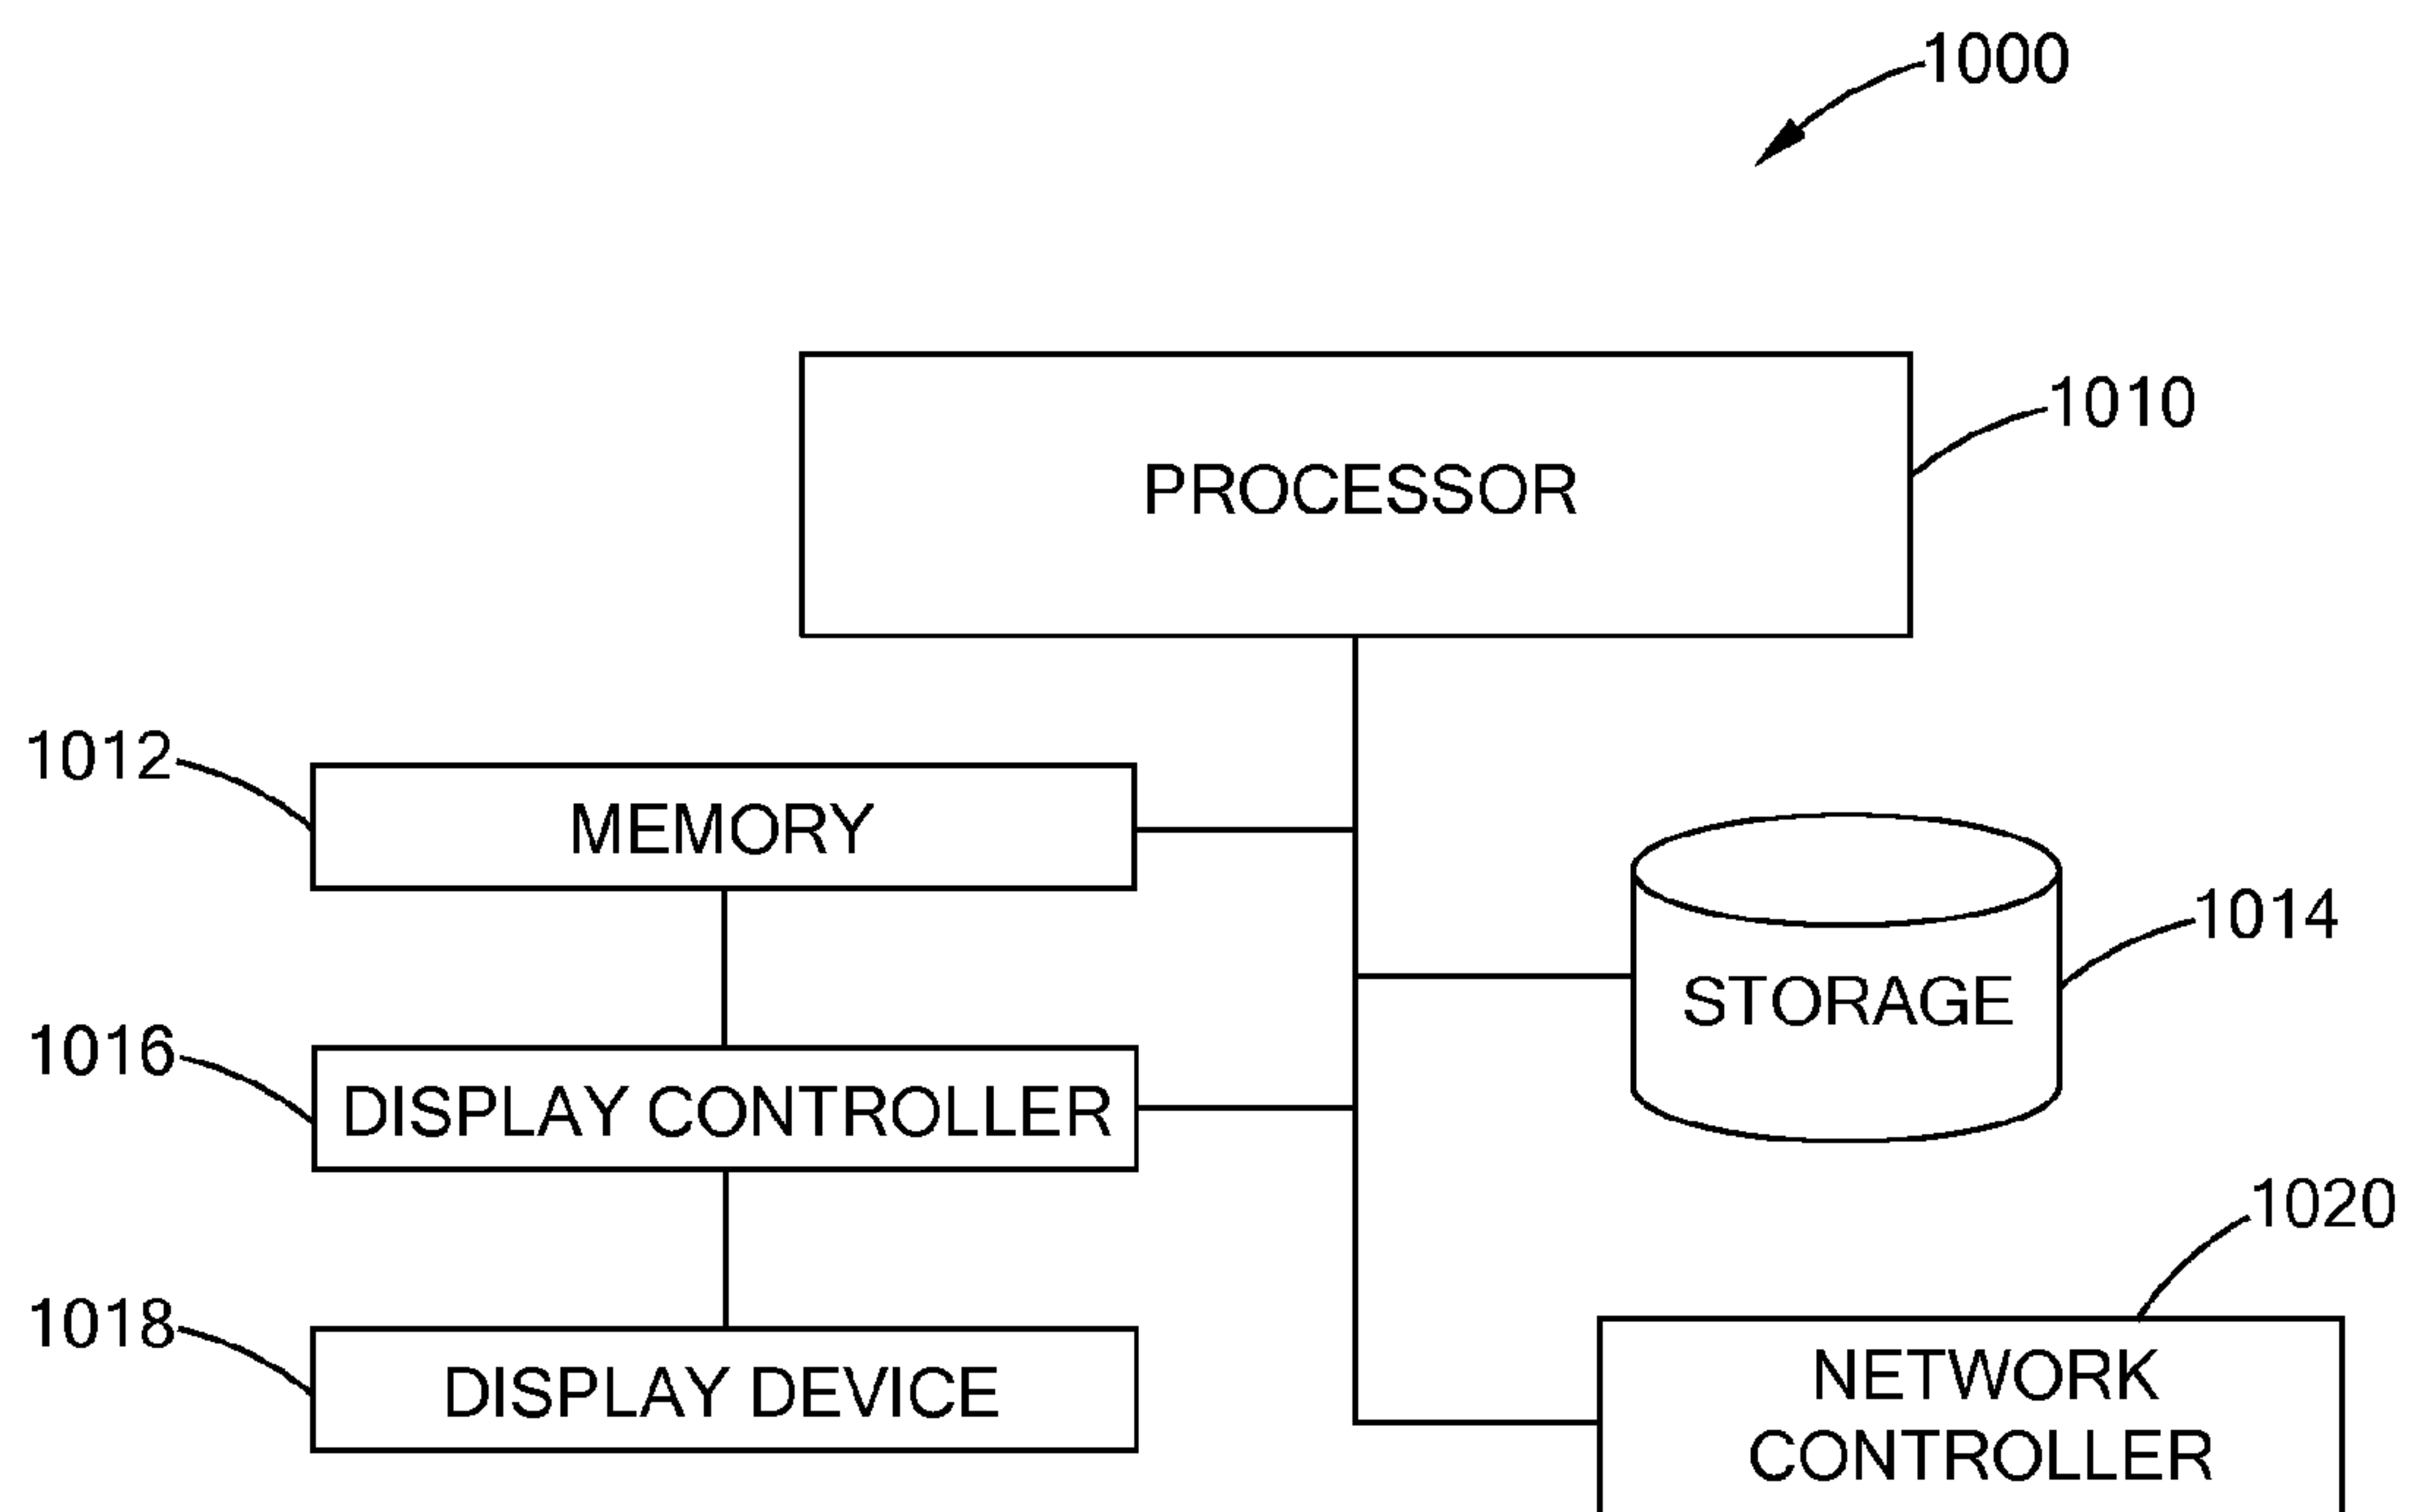 1000
1010
PROCESSOR
1012
MEMORY
1014
STORAGE
1016
DISPLAY CONTROLLER
1020
1018
DISPLAY DEVICE
NETWORK
CONTROLLER